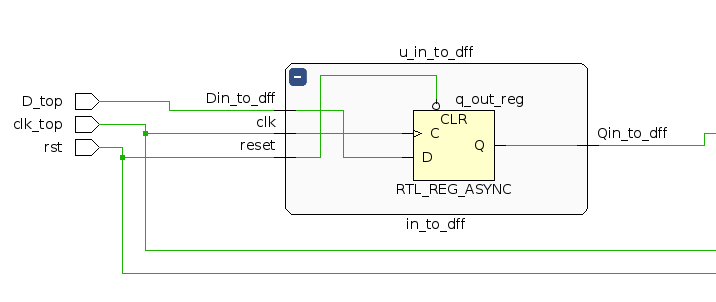 u_in_to_dff
D_top
Din_to_dff
q_out_reg
clk_top
clk
CLR
C
Qin_to_dff
rst
reset
Q
D
RTL_REG_ASYNC
in_to_dff